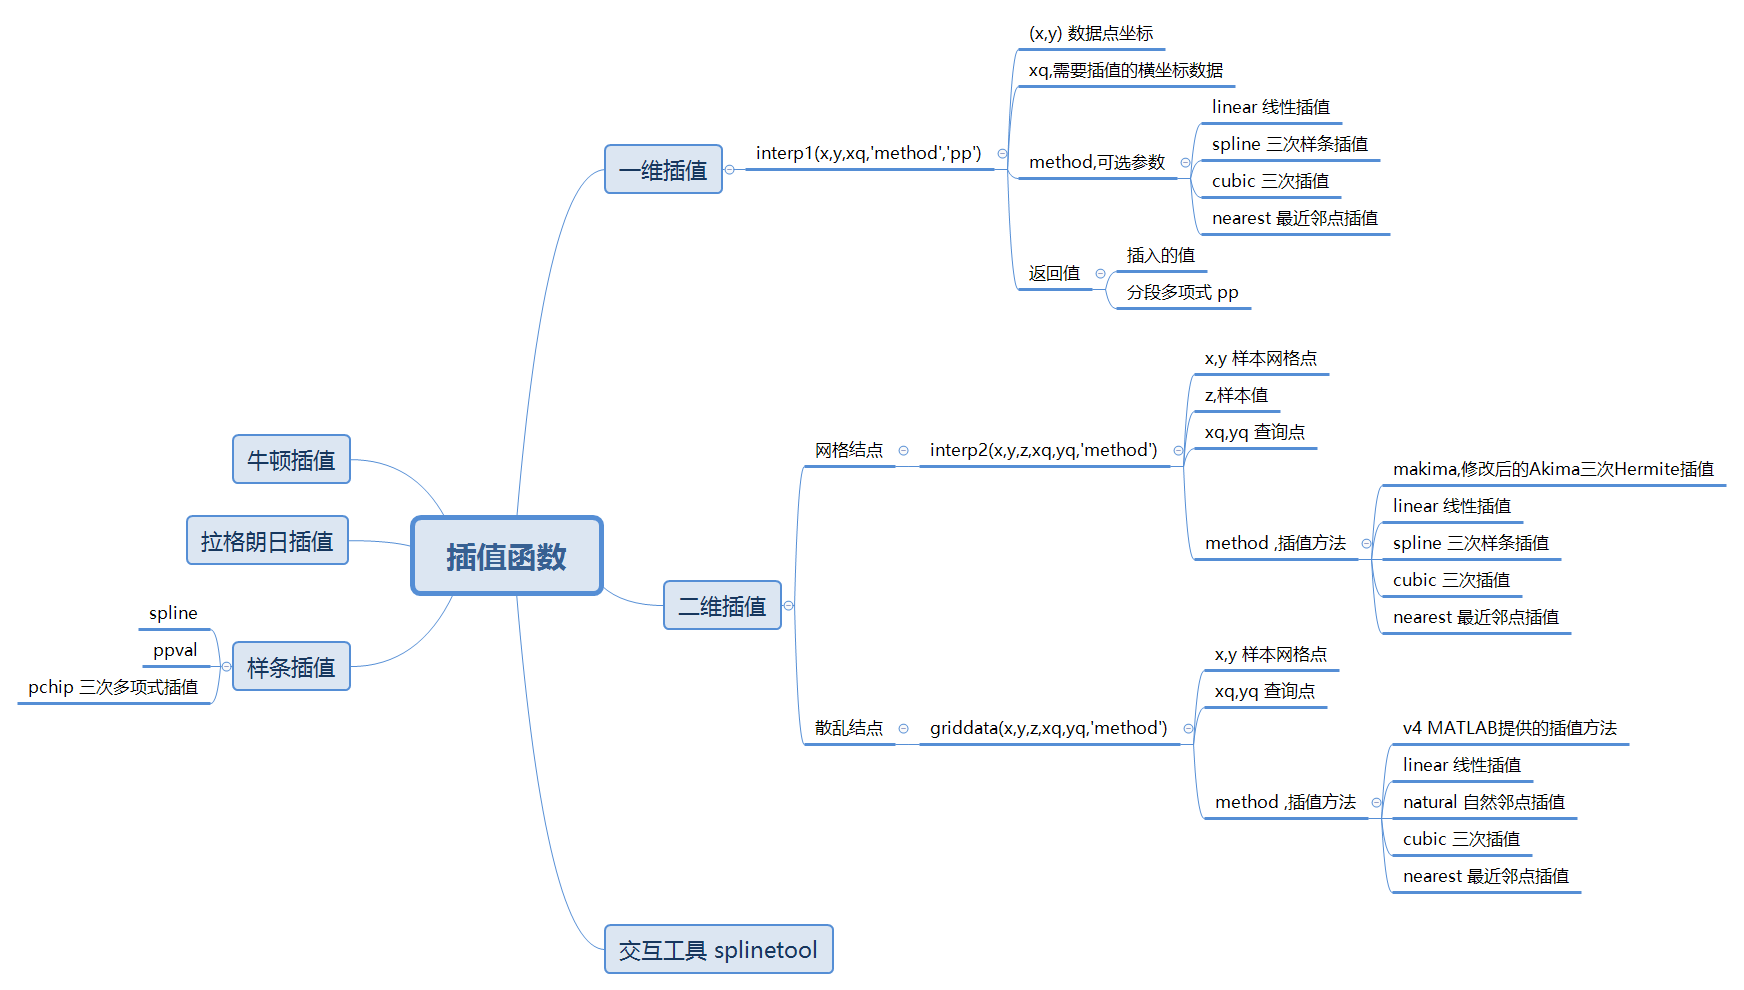 插值函数
一维插值
interp1(x,y,xq,'method','pp')
(x,y) 数据点坐标
xq,需要插值的横坐标数据
method,可选参数
linear 线性插值
spline 三次样条插值
cubic 三次插值
nearest 最近邻点插值
返回值
插入的值
分段多项式 pp
二维插值
网格结点
interp2(x,y,z,xq,yq,'method')
x,y 样本网格点
z,样本值
xq,yq 查询点
method ,插值方法
makima,修改后的Akima三次Hermite插值
linear 线性插值
spline 三次样条插值
cubic 三次插值
nearest 最近邻点插值
散乱结点
griddata(x,y,z,xq,yq,'method')
x,y 样本网格点
xq,yq 查询点
method ,插值方法
v4 MATLAB提供的插值方法
linear 线性插值
natural 自然邻点插值
cubic 三次插值
nearest 最近邻点插值
交互工具 splinetool
牛顿插值
拉格朗日插值
样条插值
spline
ppval
pchip 三次多项式插值